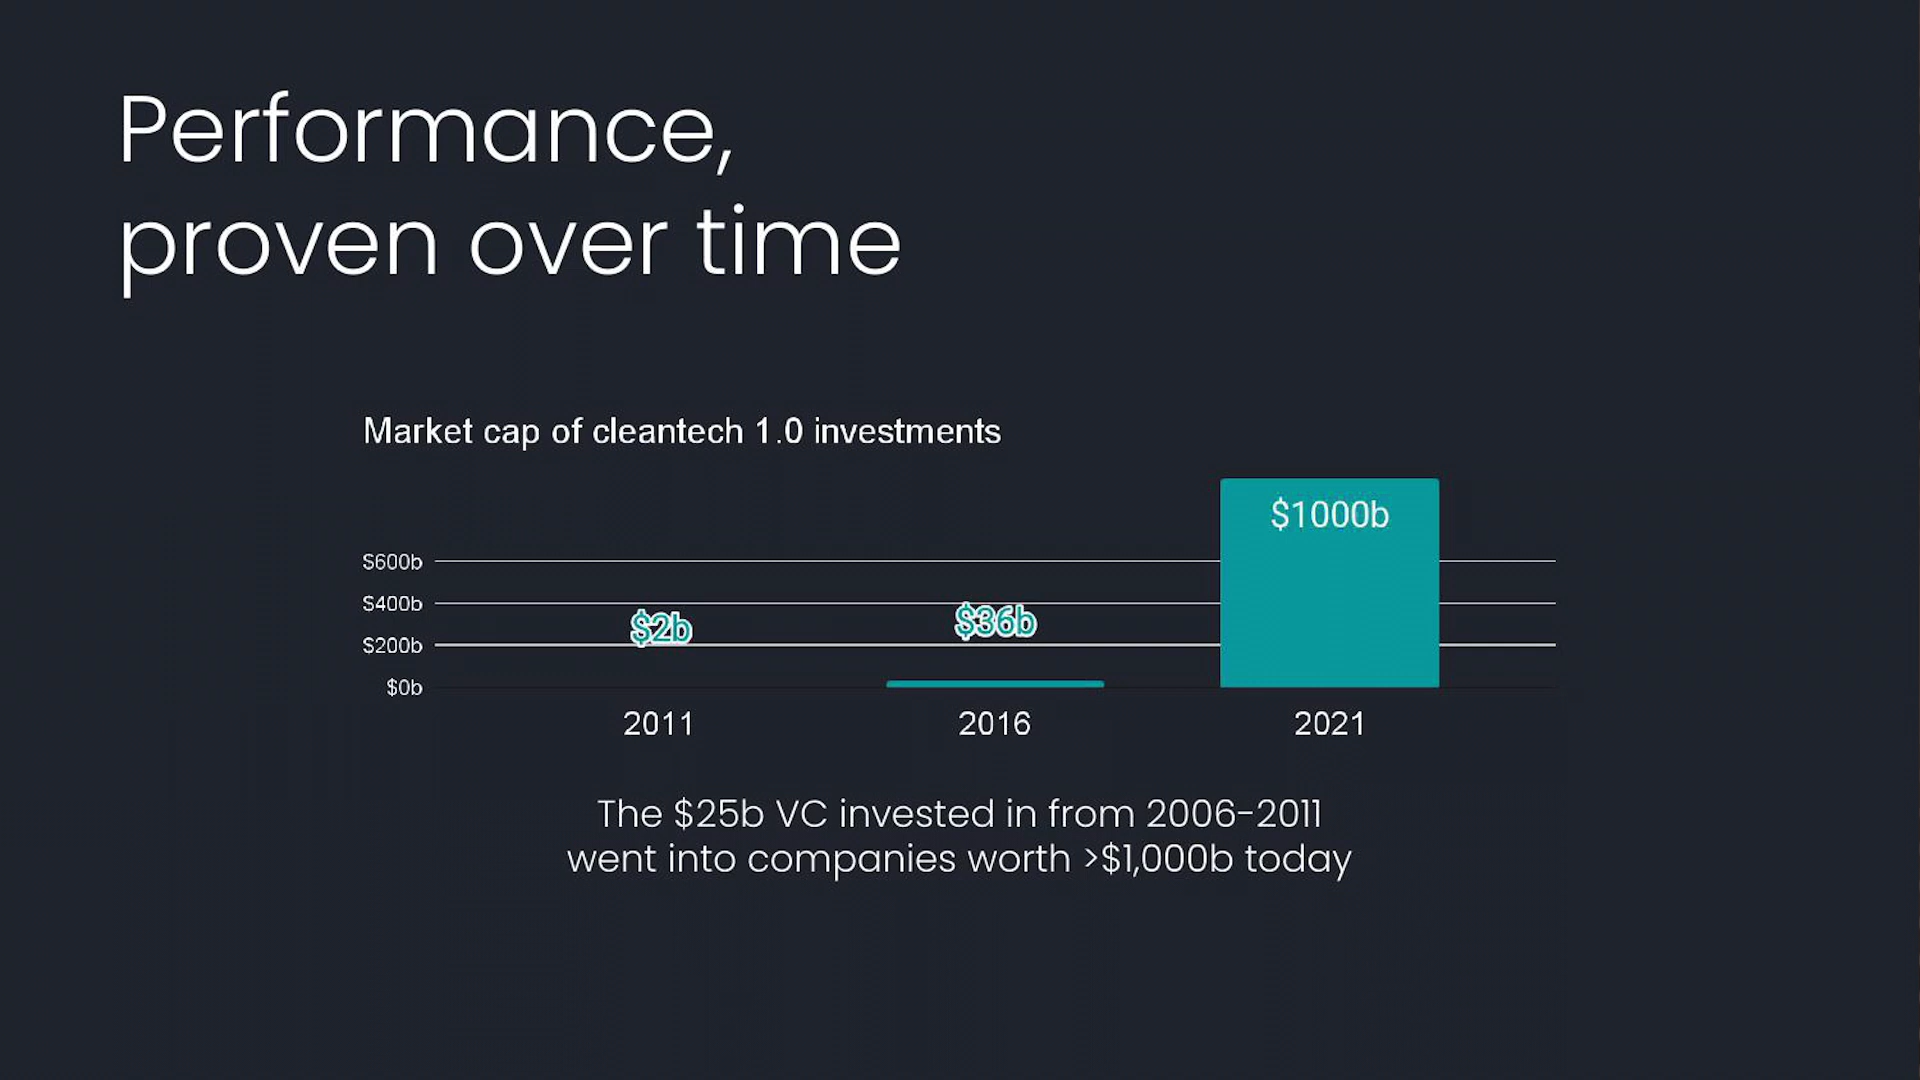 Performance,
proven over time
Market cap of cleantech 1.0 investments
$1000b
$600b
$400b
$2b
$36b
$200b
$0b
2011
2016
2021
The $25b VC invested in from 2006-2011
went into companies worth >$1,000b today